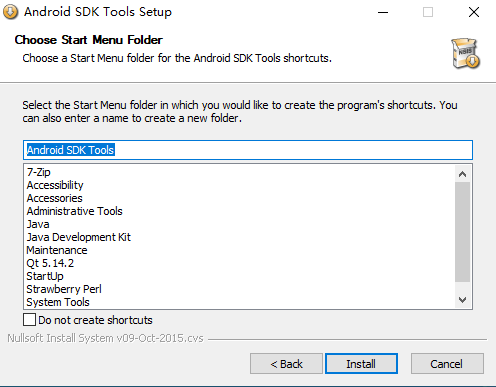 Android SDK Tools Setup
Choose Start Menu Folder
Choose a Start Menu folder for the Android SDK Tools shortcuts.
NSIS
Select the Start Menu folder in which you would like to create the program's shortcuts. You
can also enter a name to create a new folder.
Android SDK Tools
7-Zip
Accessibility
Accessories
Administrative Tools
Java
Java Development Kit
Maintenance
Qt 5.14.2
StartUp
Strawberry Perl
System Tools
Do not create shortcuts
Nullsoft Install System v09-Oct-2015.cvs
< Back
Install
Cancel